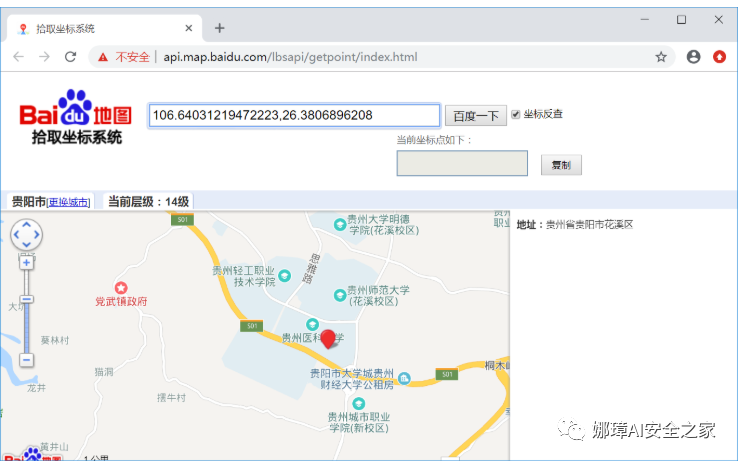 拾取坐标系统
不安全 | api.map.baidu.com/lbsapi/getpoint/index.html
Bai du 地图
拾取坐标系统
106.64031219472223,26.3806896208
百度一下
坐标反查
当前坐标点如下：
复制
贵阳市[更换城市]
当前层级：14级
地址：贵州省贵阳市花溪区
S01
贵州大学明德
学院(花溪校区)
思雅路
贵州轻工职业
技术学院
党武镇政府
贵州师范大学
(花溪校区)
S01
葵林村
贵州医科
学
猫洞
贵阳市大学城贵州
财经大学公租房
S01
桐木
龙井
摆牛村
贵州城市职业
学院(新校区)
黄井山
1公里
娜璋AI安全之家